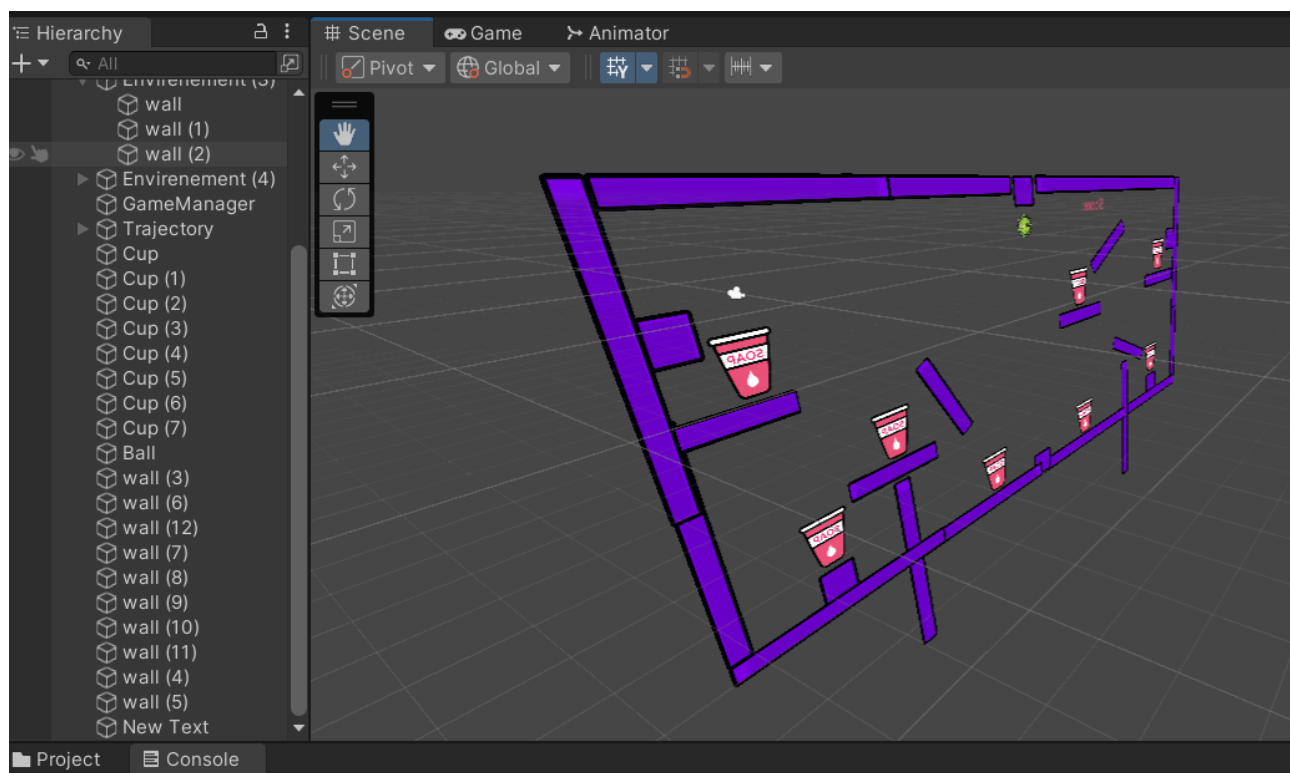 Hierarchy
All
Envirenement (3)
wall
wall (1)
wall (2)
Envirenement (4)
GameManager
Trajectory
Cup
Cup (1)
Cup (2)
Cup (3)
Cup (4)
Cup (5)
Cup (6)
Cup (7)
Ball
wall (3)
wall (6)
wall (12)
wall (7)
wall (8)
wall (9)
wall (10)
wall (11)
wall (4)
wall (5)
New Text
Scene
Game
Animator
Pivot
Global
SOAP
SOAP
SOAP
Project
Console